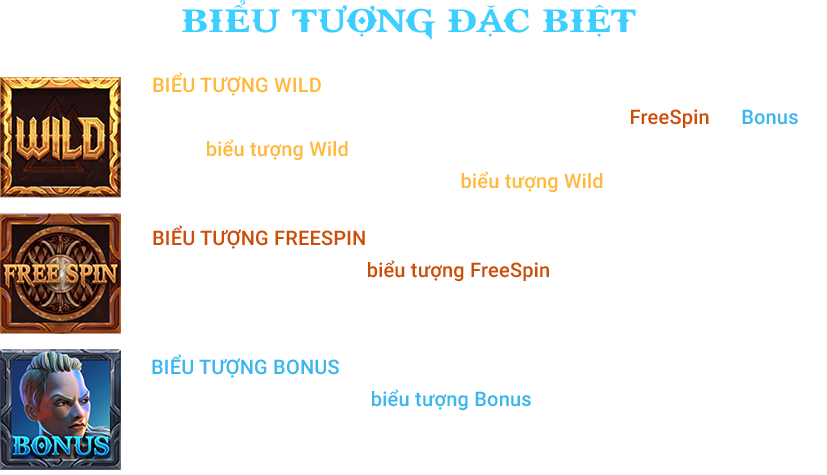 BIỂU TƯỢNG ĐẶC BIỆT
WILD
BIỂU TƯỢNG WILD
FreeSpin Bonus
biểu tượng Wild
biểu tượng Wild
FREE SPIN
BIỂU TƯỢNG FREESPIN
biểu tượng FreeSpin
BONUS
BIỂU TƯỢNG BONUS
biểu tượng Bonus